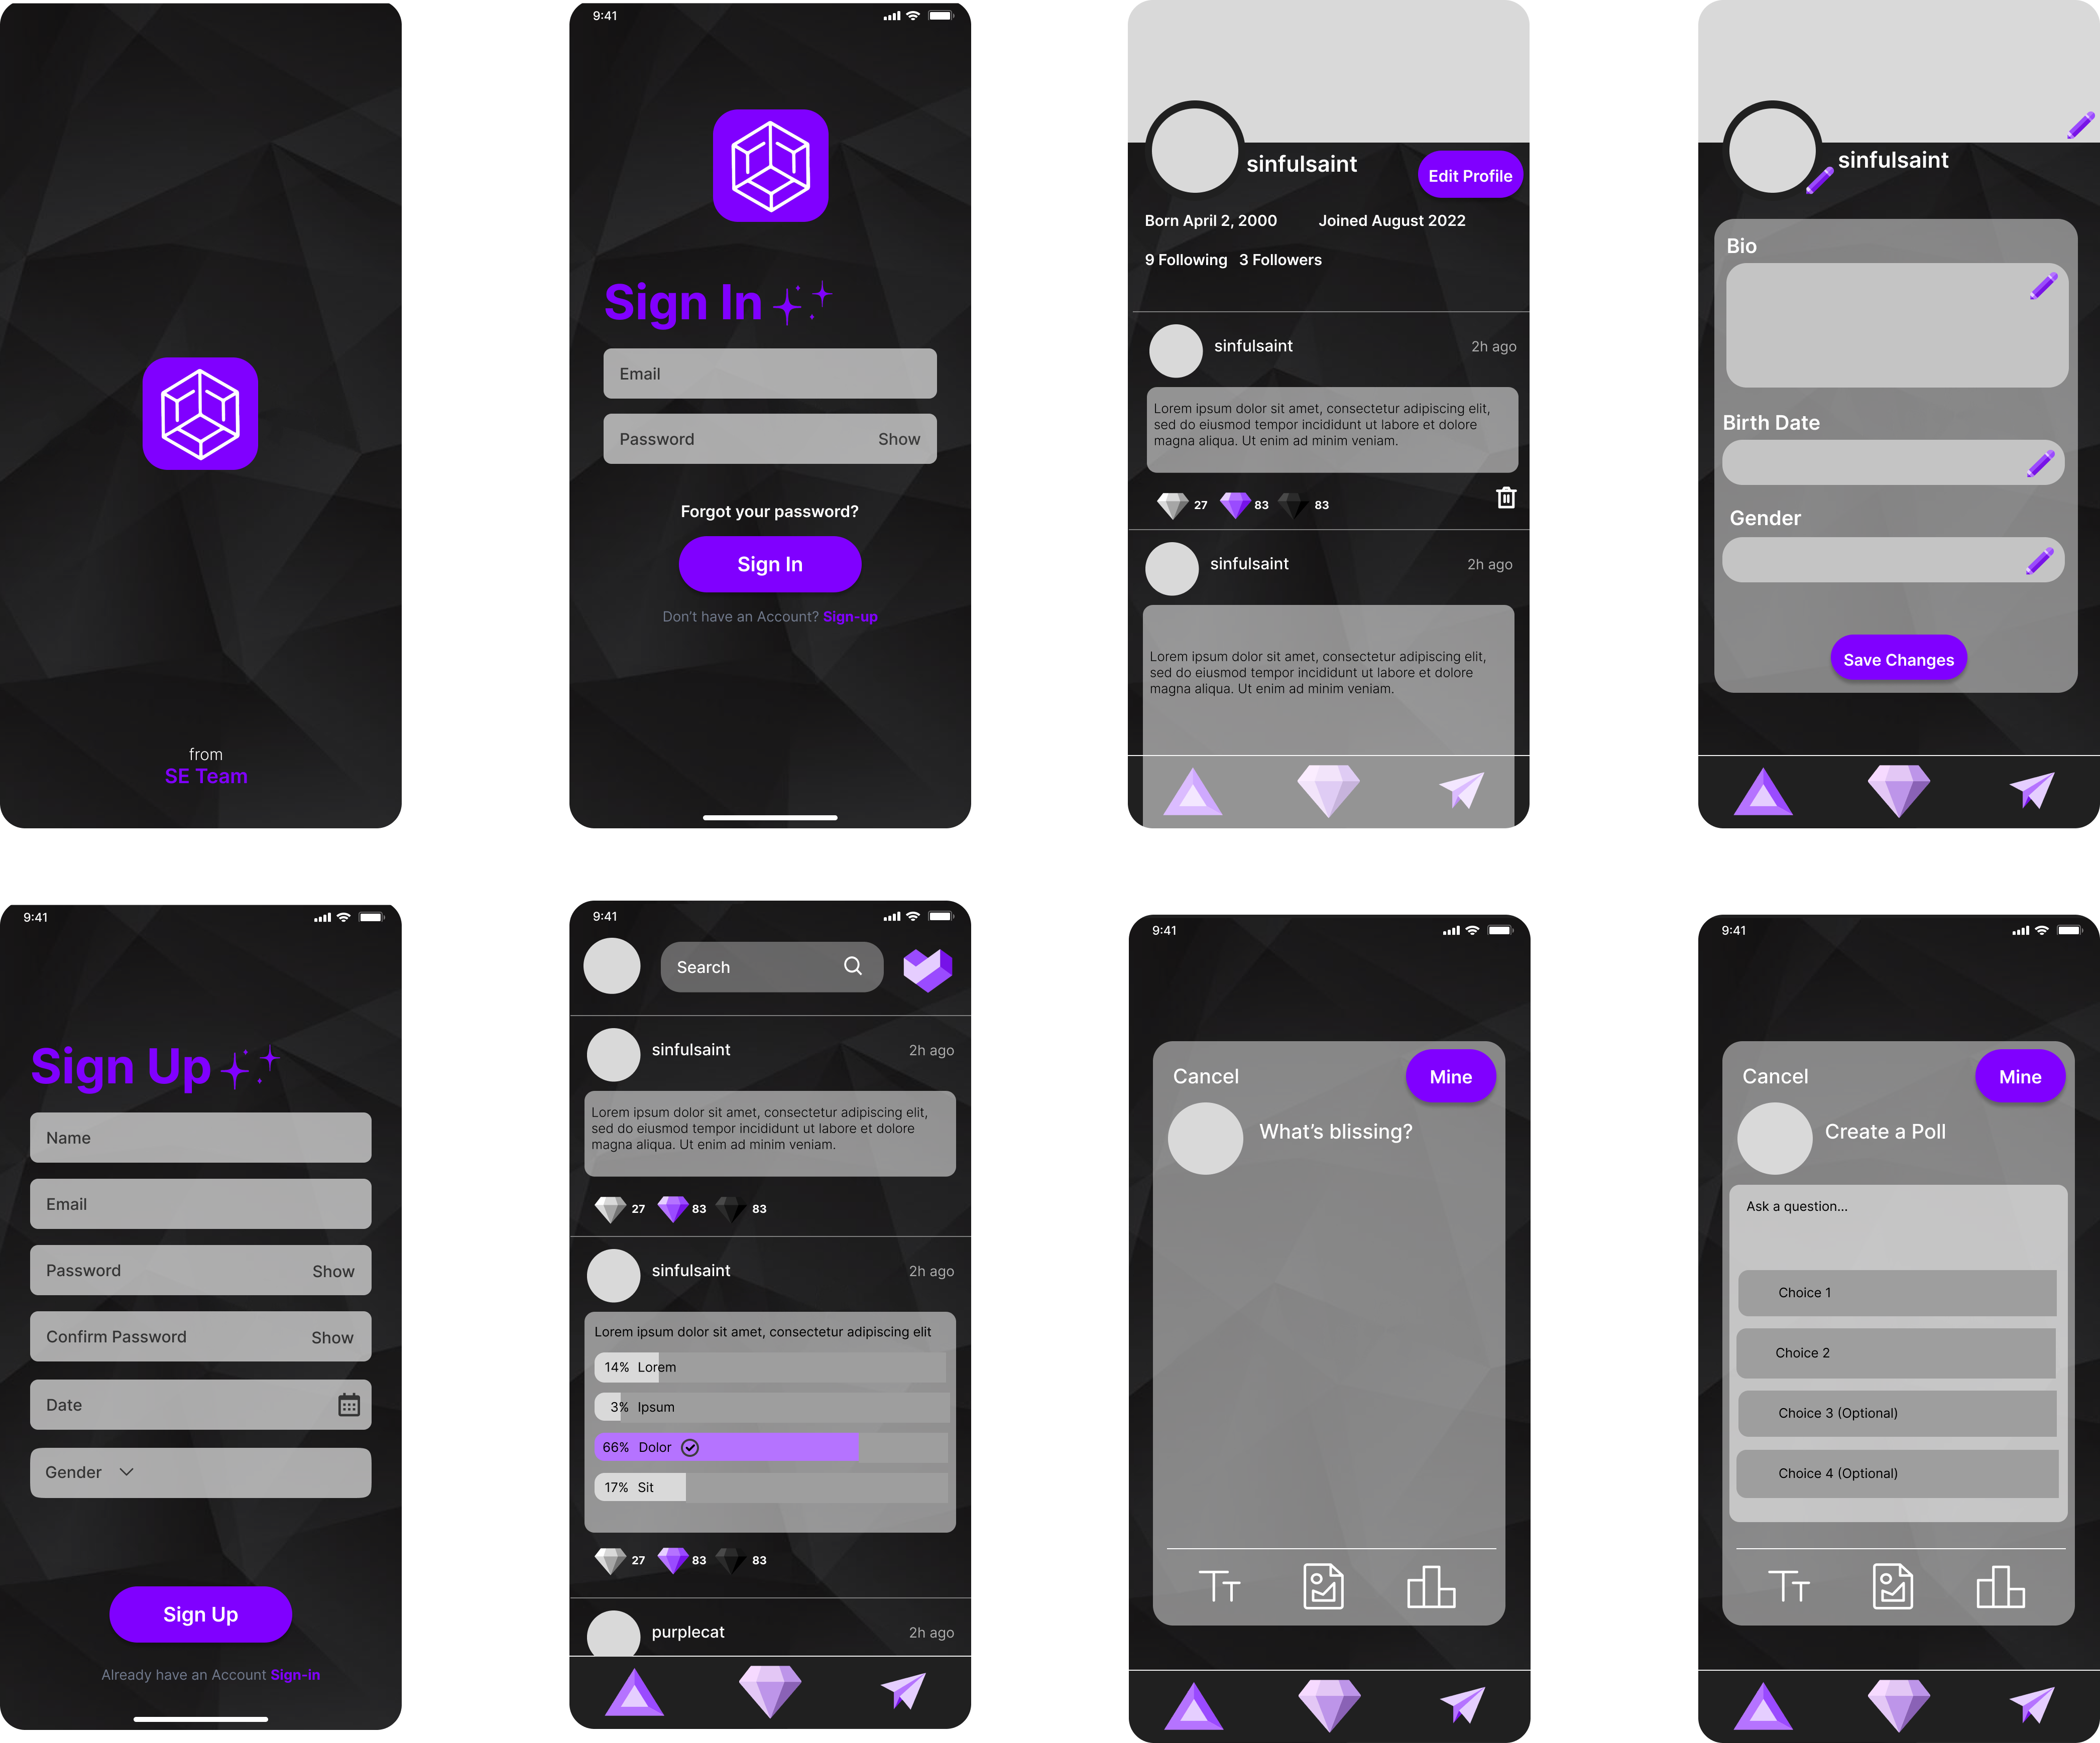 from
SE Team
9:41
Sign In
Email
Password Show
Forgot your password?
Sign In
Don't have an Account? Sign-up
sinfulsaint
Edit Profile
Born April 2, 2000 Joined August 2022
9 Following 3 Followers
sinfulsaint 2h ago
Lorem ipsum dolor sit amet, consectetur adipiscing elit,
sed do eiusmod tempor incididunt ut labore et dolore
magna aliqua. Ut enim ad minim veniam.
27 83 83
sinfulsaint 2h ago
Lorem ipsum dolor sit amet, consectetur adipiscing elit,
sed do eiusmod tempor incididunt ut labore et dolore
magna aliqua. Ut enim ad minim veniam.
sinfulsaint
Bio
Birth Date
Gender
Save Changes
9:41
Sign Up
Name
Email
Password Show
Confirm Password Show
Date
Gender
Sign Up
Already have an Account Sign-in
9:41
Search
sinfulsaint 2h ago
Lorem ipsum dolor sit amet, consectetur adipiscing elit,
sed do eiusmod tempor incididunt ut labore et dolore
magna aliqua. Ut enim ad minim veniam.
27 83 83
sinfulsaint 2h ago
Lorem ipsum dolor sit amet, consectetur adipiscing elit
14% Lorem
3% Ipsum
66% Dolor
17% Sit
27 83 83
purplecat 2h ago
9:41
Cancel Mine
What's blissing?
9:41
Cancel Mine
Create a Poll
Ask a question...
Choice 1
Choice 2
Choice 3 (Optional)
Choice 4 (Optional)